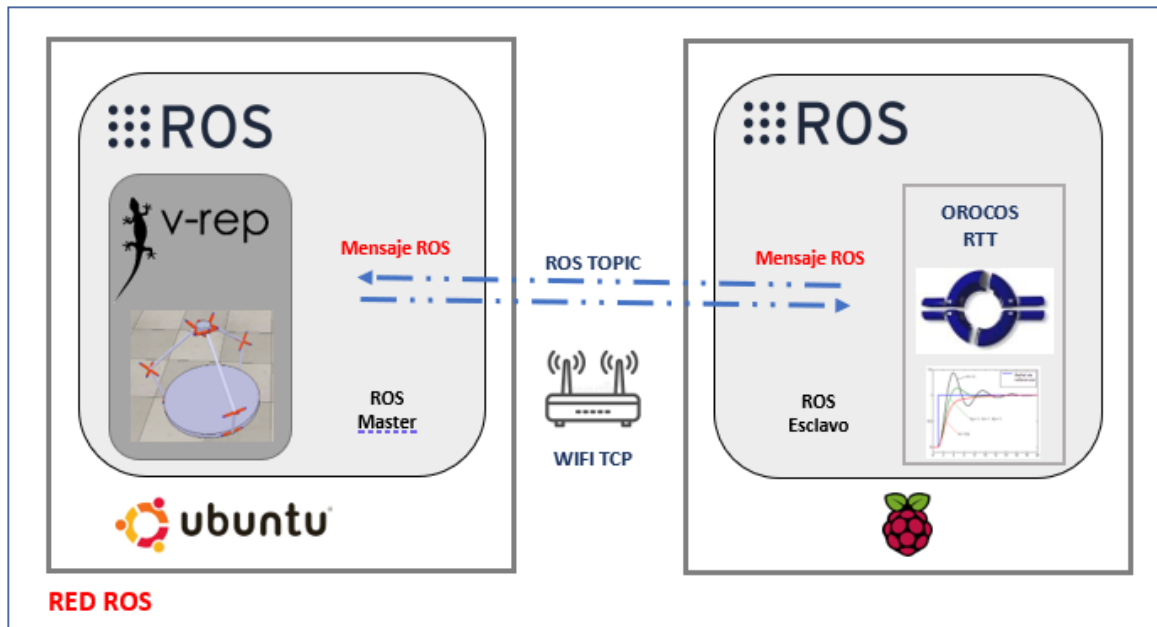 ROS
v-rep
Mensaje ROS
ROS
Master
ubuntu
ROS TOPIC
WIFI TCP
ROS
Mensaje ROS
OROCOS
RTT
ROS
Esclavo
RED ROS